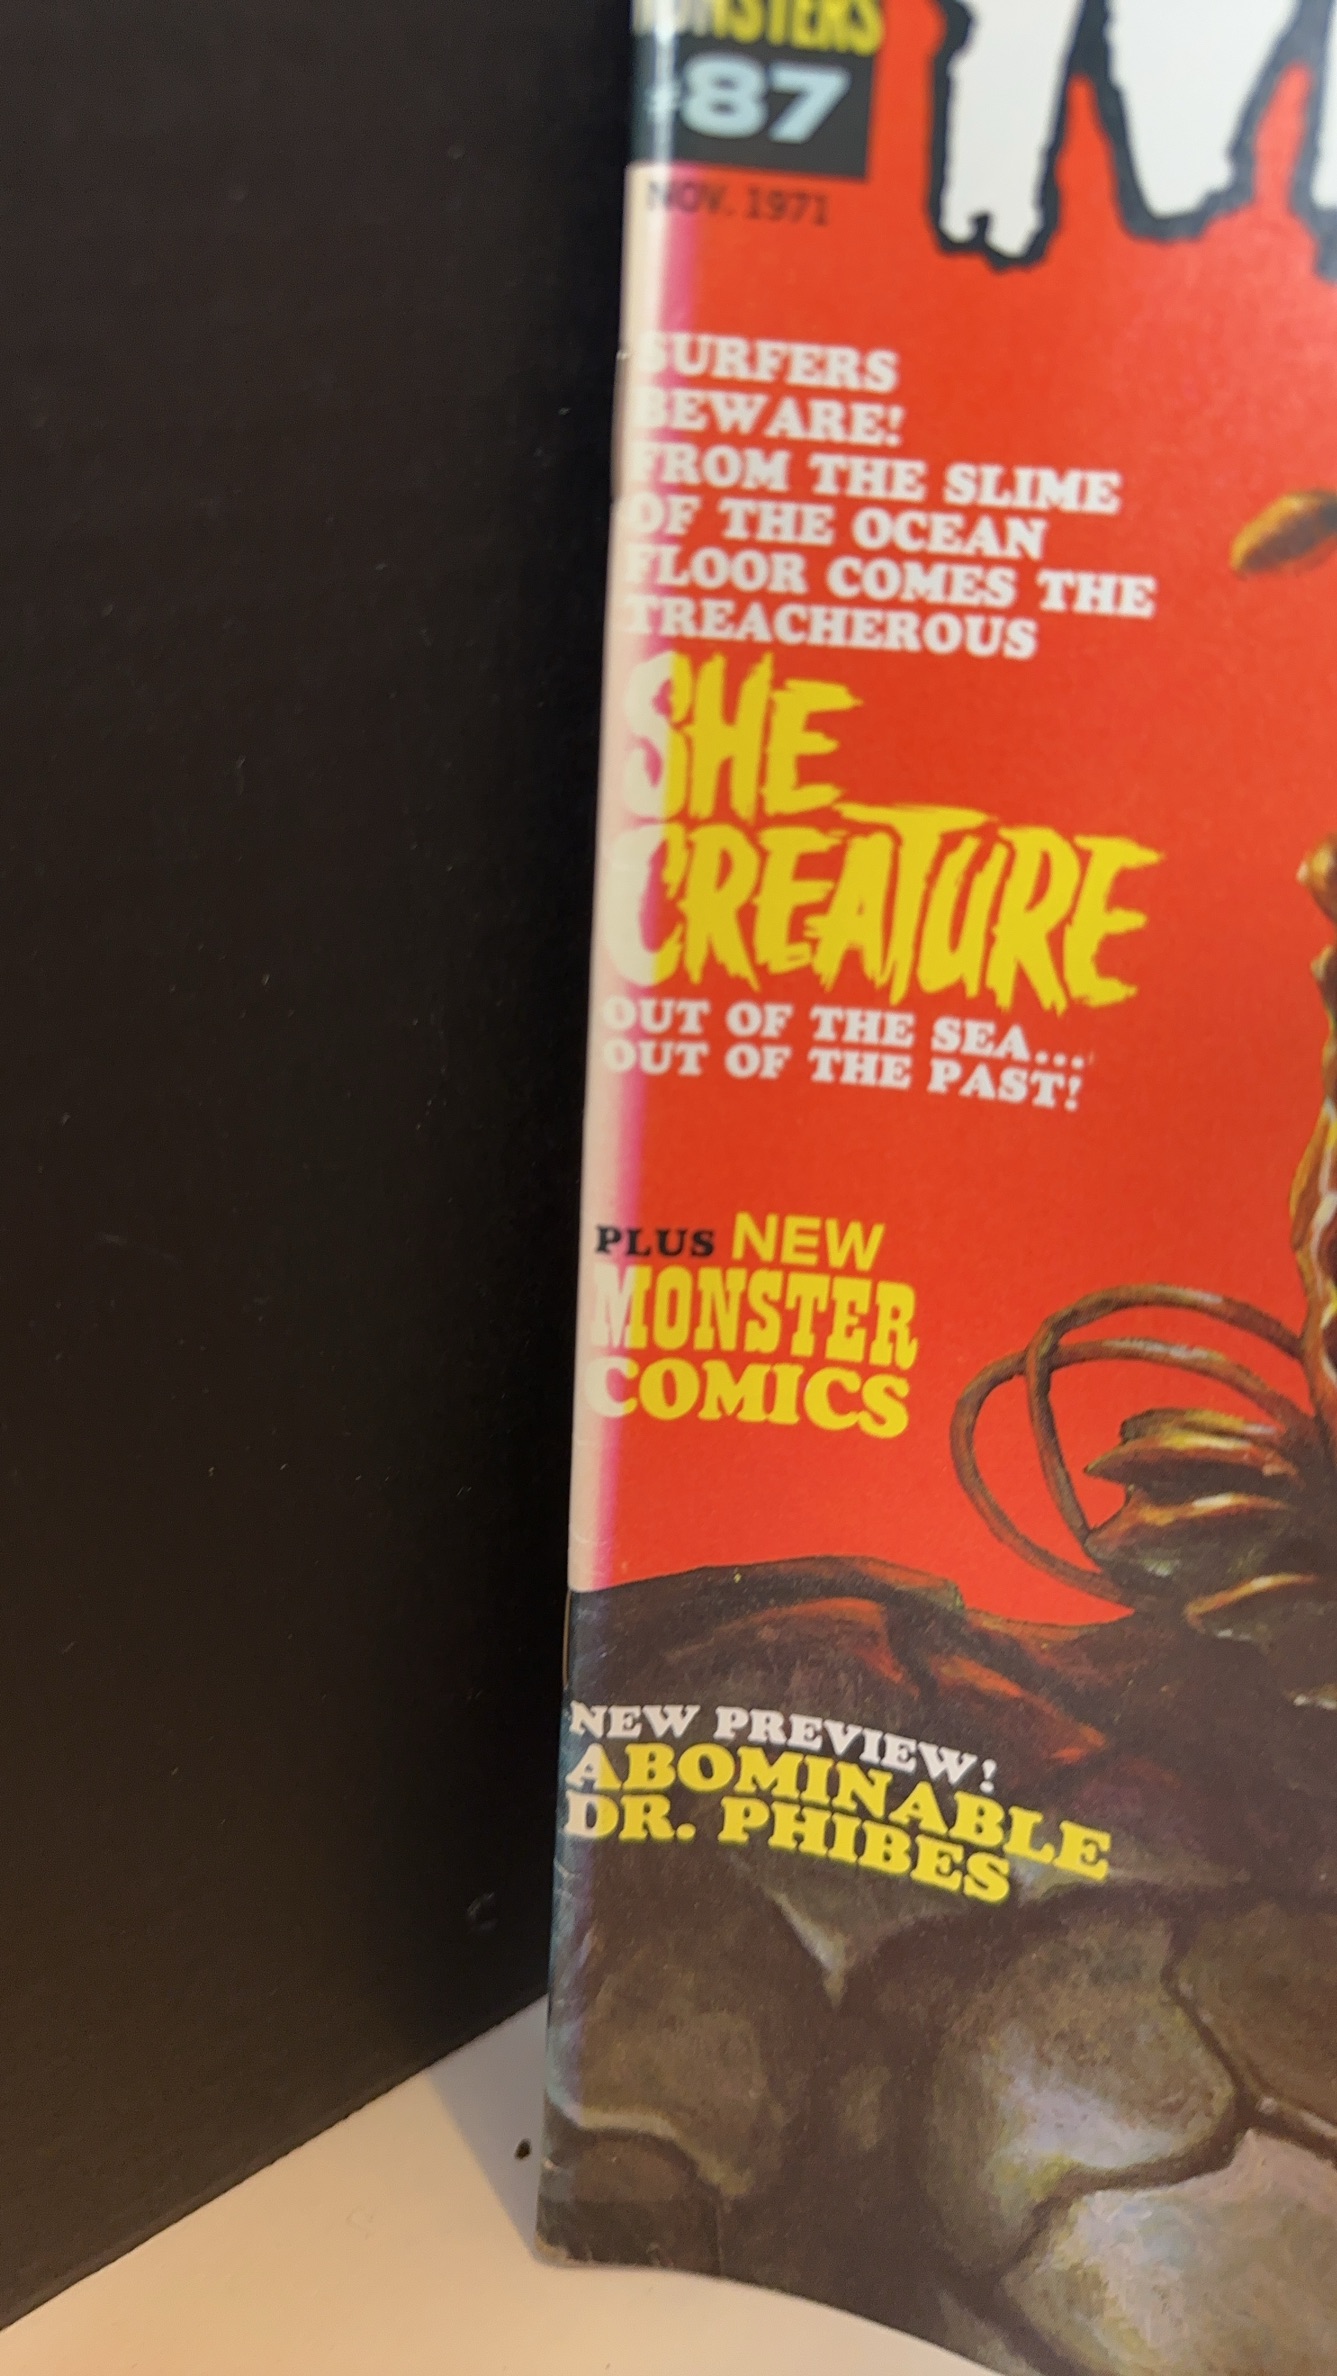 MONSTERS
#87
NOV. 1971
SURFERS
BEWARE!
FROM THE SLIME
OF THE OCEAN
FLOOR COMES THE
TREACHEROUS
SHE
CREATURE
OUT OF THE SEA...
OUT OF THE PAST!
PLUS NEW
MONSTER
COMICS
NEW PREVIEW!
ABOMINABLE
DR. PHIBES